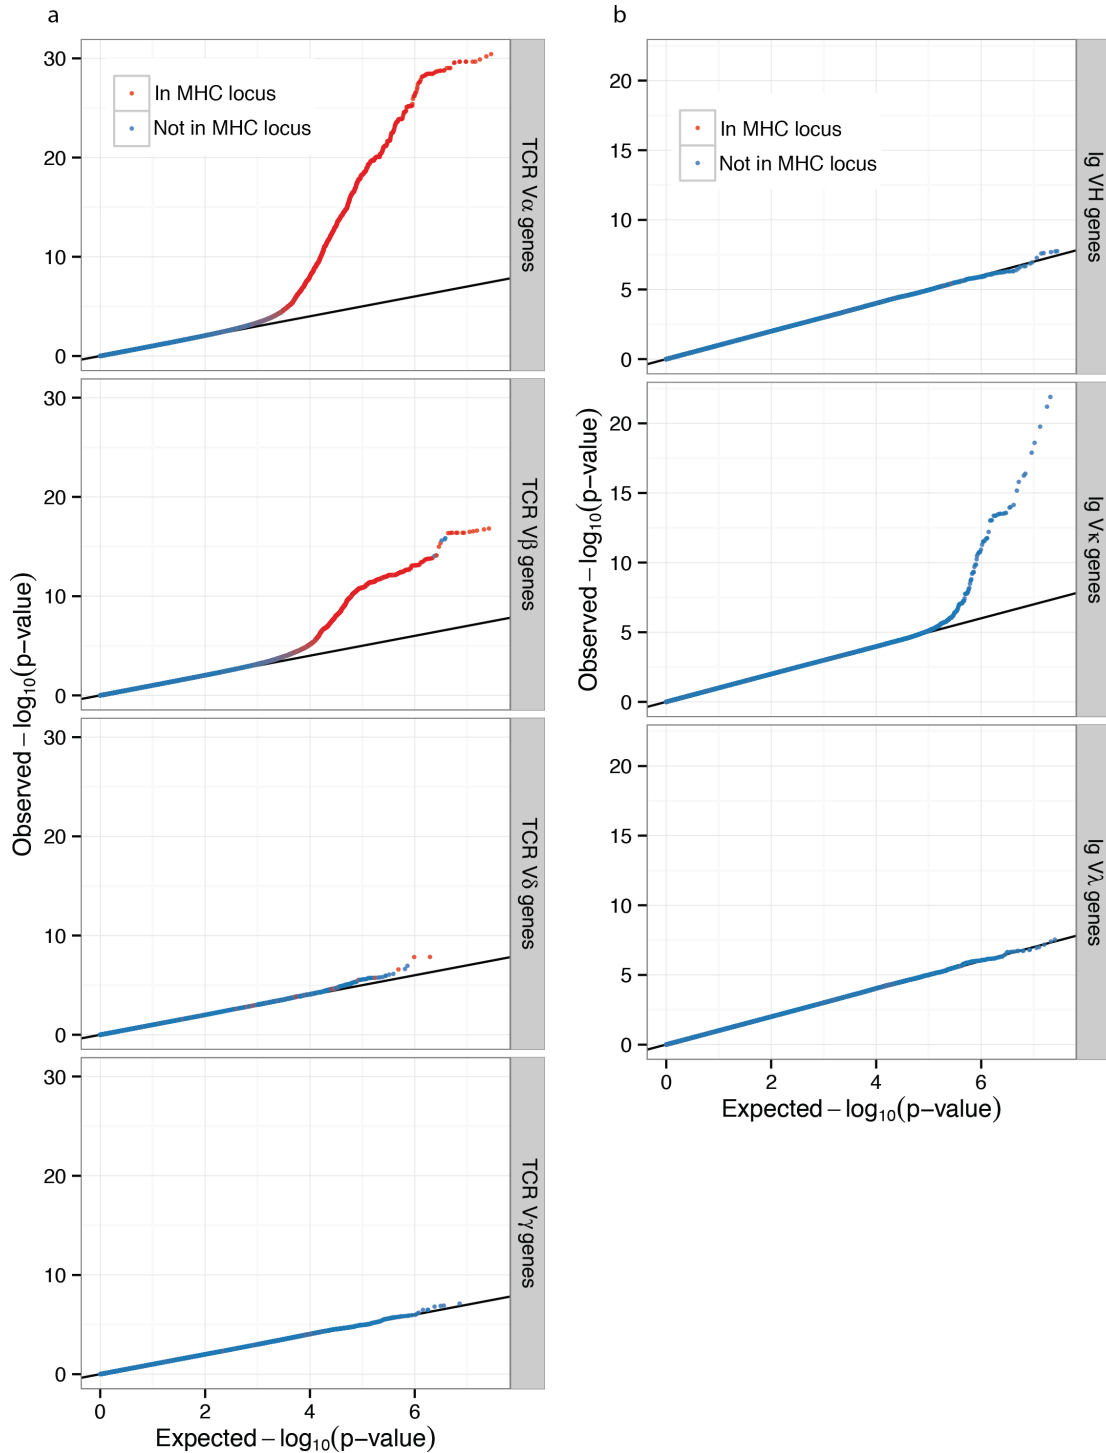 a
30
20
10
0
In MHC locus
Not in MHC locus
TCR Vα genes
30
20
10
0
TCR Vβ genes
30
20
10
0
TCR Vδ genes
30
20
10
0
TCR Vγ genes
0 2 4 6
Expected −log10(p−value)
Observed −log10(p−value)
b
20
15
10
5
0
In MHC locus
Not in MHC locus
Ig VH genes
20
15
10
5
0
Ig Vκ genes
20
15
10
5
0
Ig Vλ genes
0 2 4 6
Expected −log10(p−value)
Observed −log10(p−value)